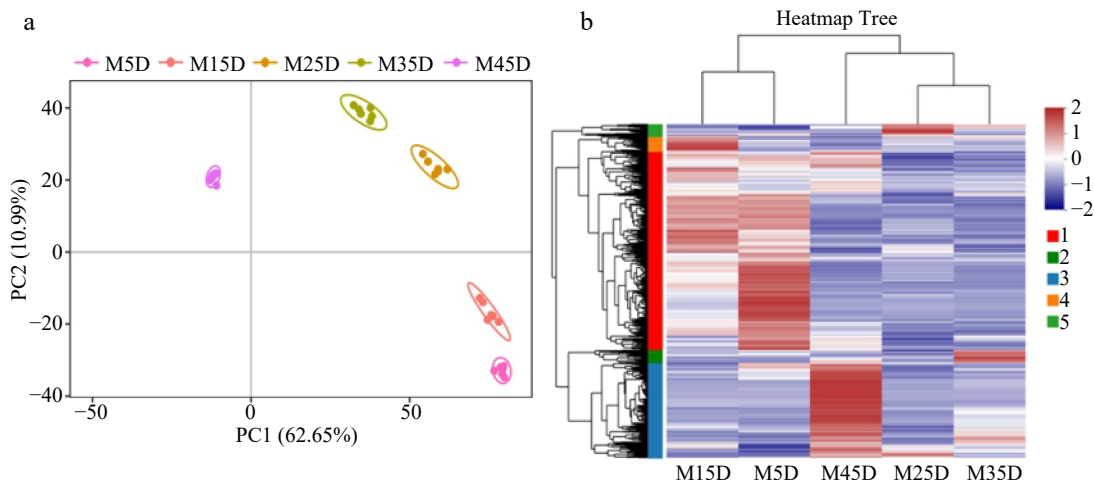 a
M5D M15D M25D M35D M45D
40
20
0
−20
−40
PC2 (10.99%)
−50 0 50
PC1 (62.65%)
b
Heatmap Tree
2
1
0
−1
−2
1
2
3
4
5
M15D M5D M45D M25D M35D